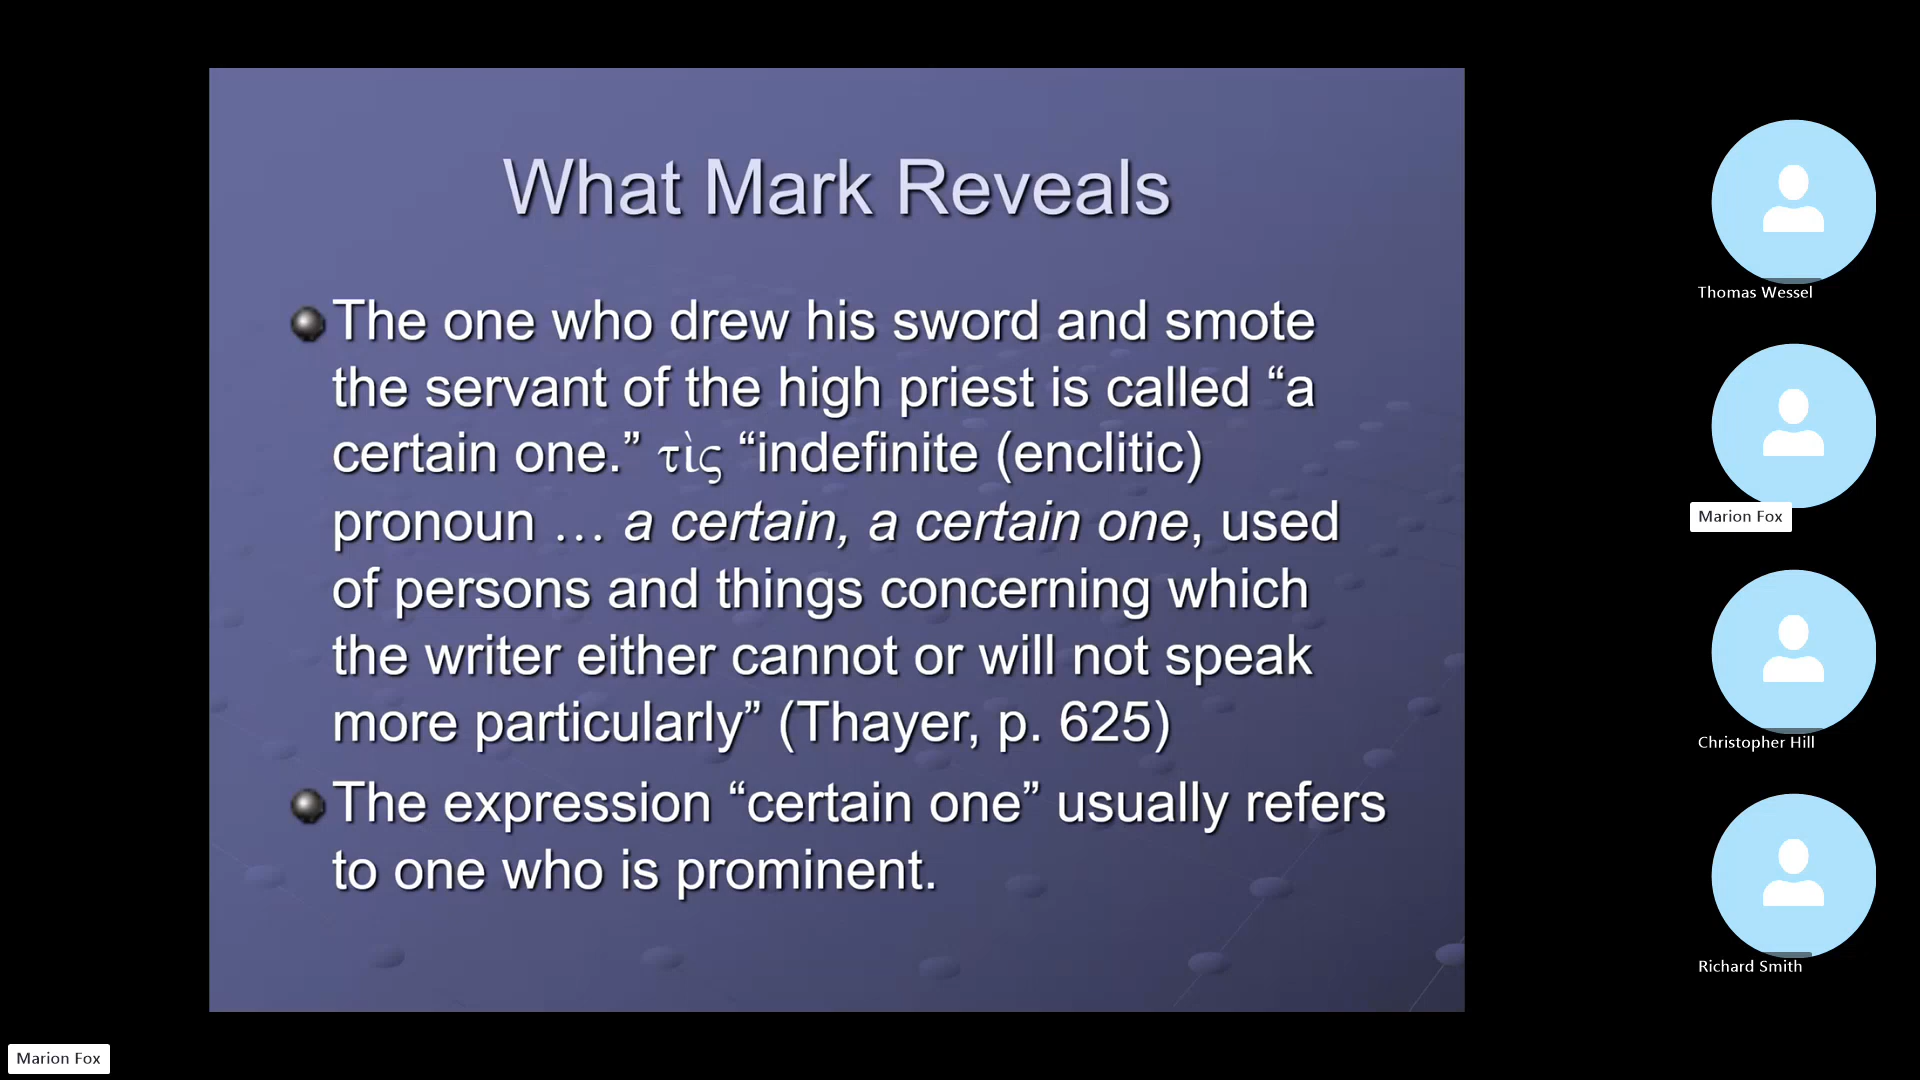 What Mark Reveals
The one who drew his sword and smote
the servant of the high priest is called “a
certain one.” τὶς “indefinite (enclitic)
pronoun … a certain, a certain one, used
of persons and things concerning which
the writer either cannot or will not speak
more particularly” (Thayer, p. 625)
The expression “certain one” usually refers
to one who is prominent.
Thomas Wessel
Marion Fox
Christopher Hill
Richard Smith
Marion Fox